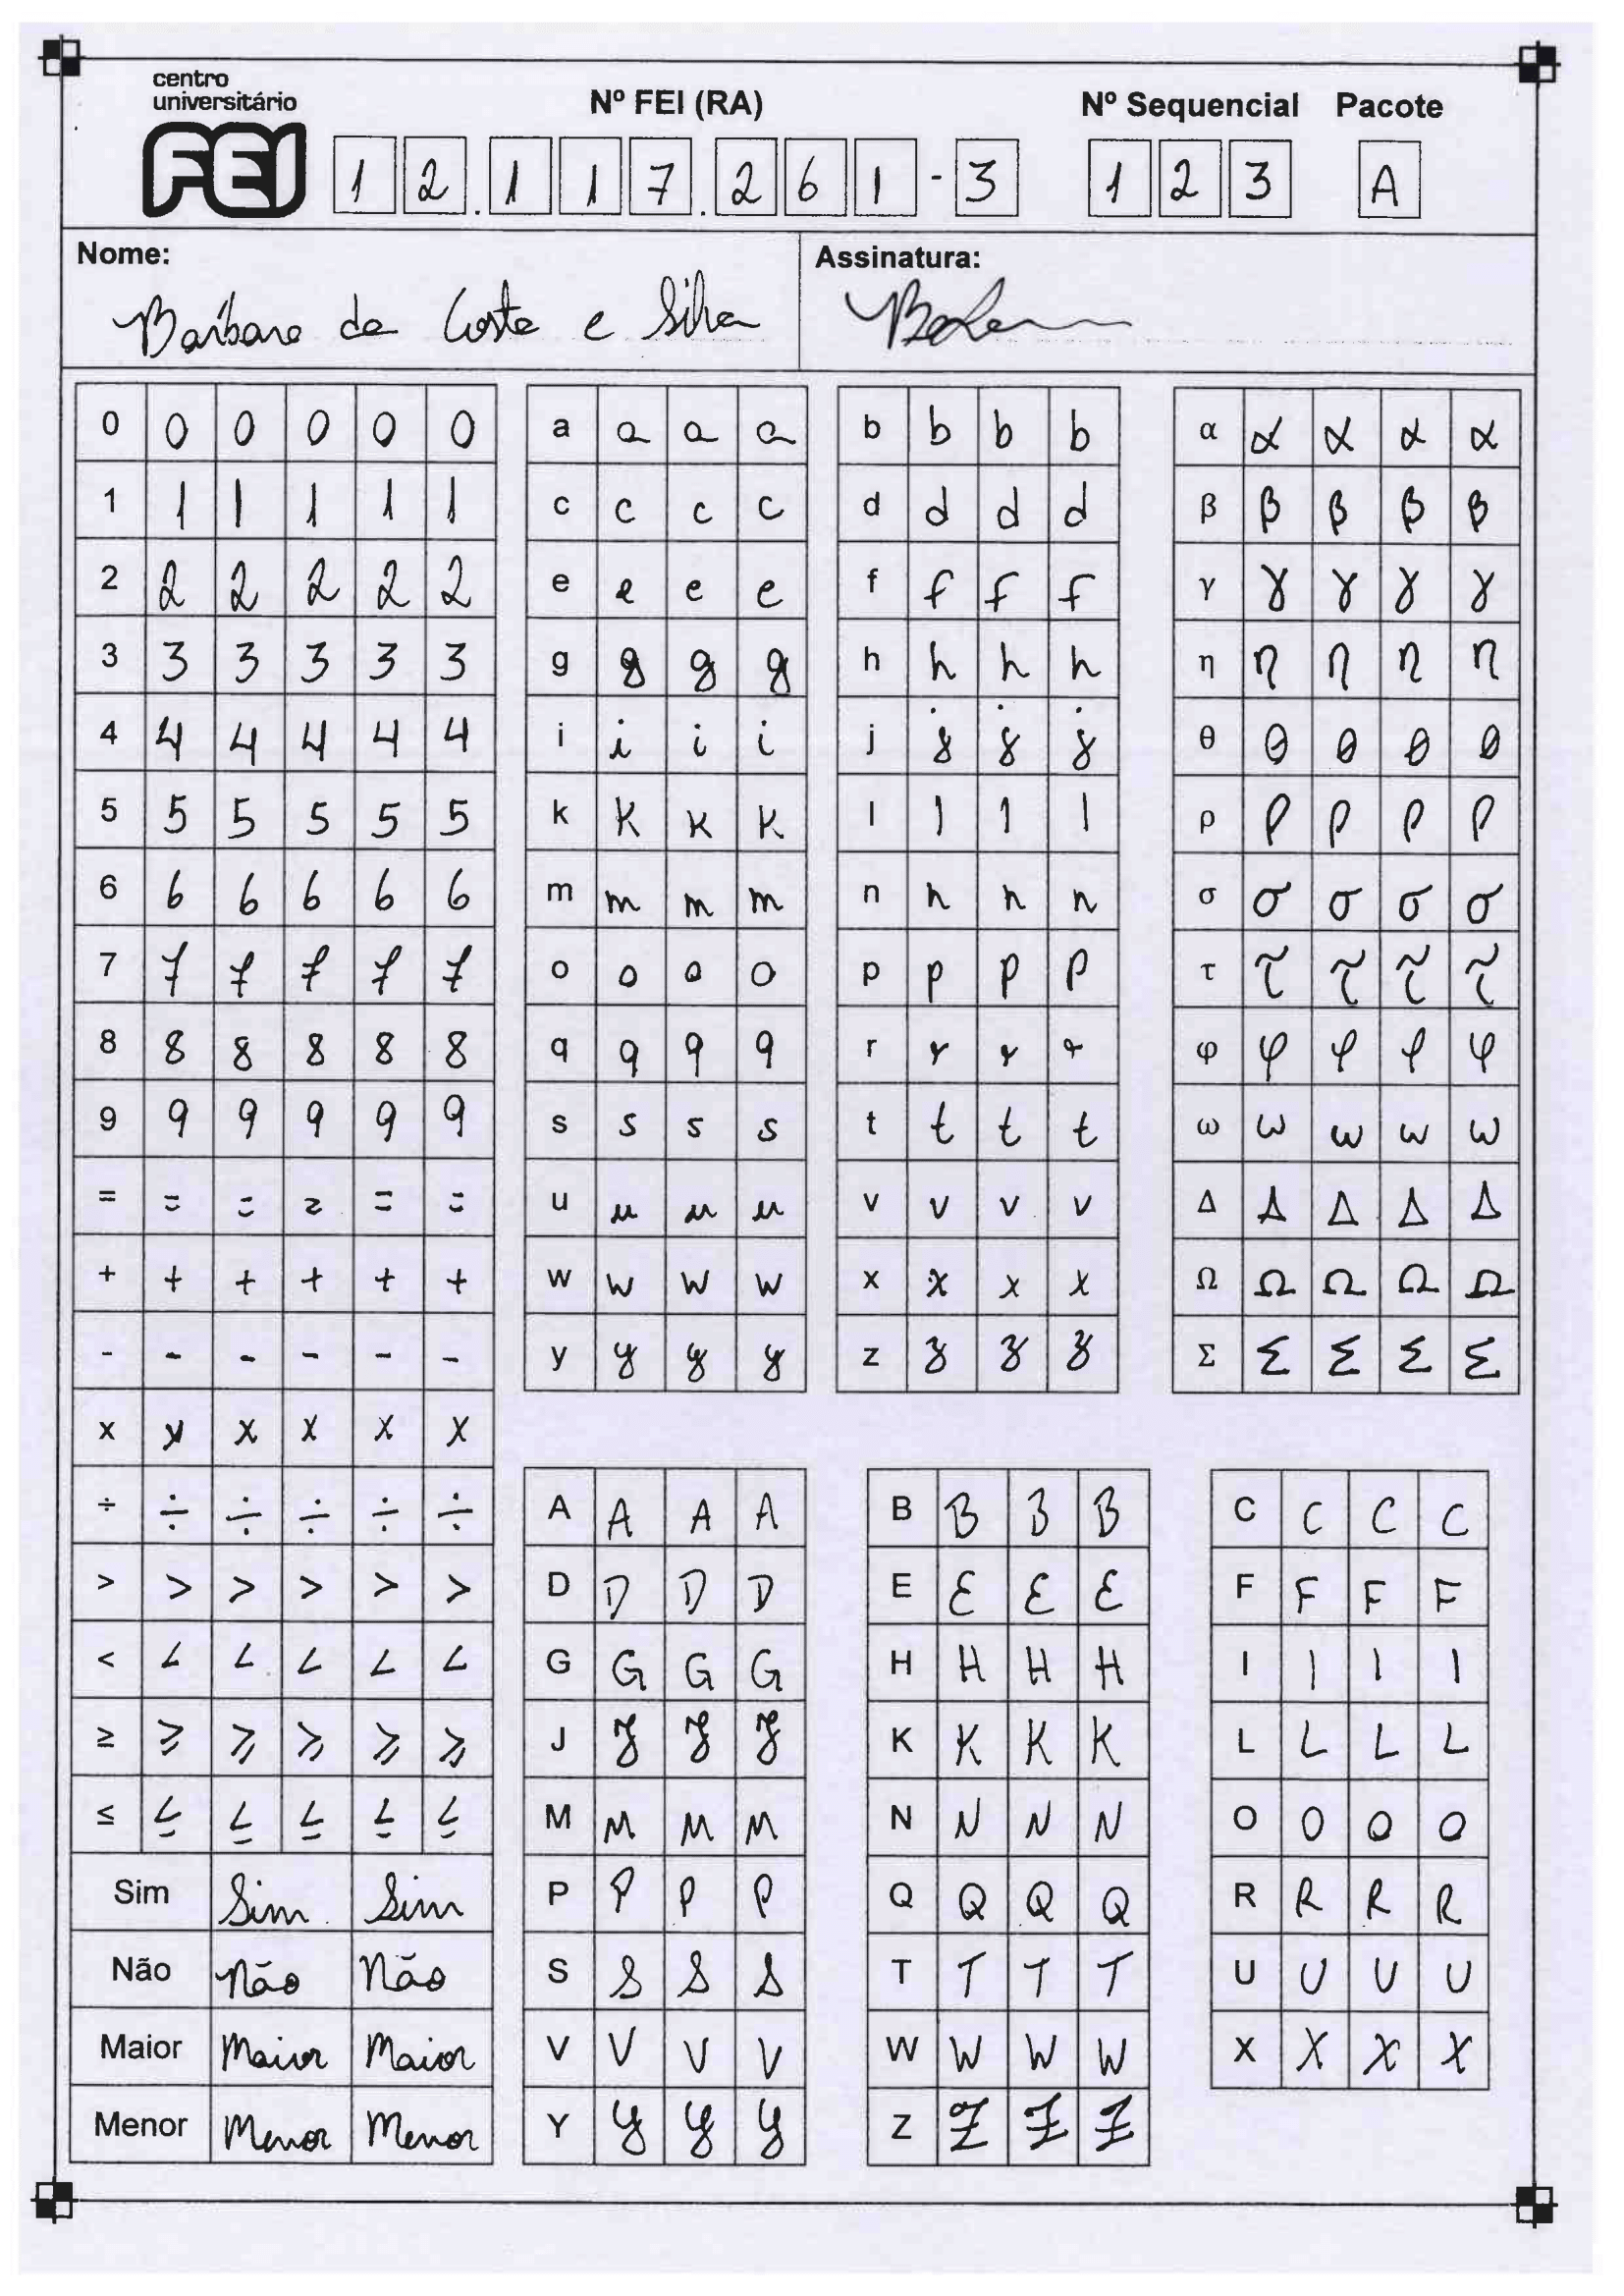 centro
universitário
FEI
Nº FEI (RA) Nº Sequencial Pacote
1 2 . 1 1 7 . 2 6 1 - 3 1 2 3 A
Nome: Assinatura:
Bárbara da Costa e Silva
0 0 0 0 0 0 a a a a b b b b α α α α α
1 1 1 1 1 1 c c c c d d d d β β β β β
2 2 2 2 2 2 e e e e f f f f γ γ γ γ γ
3 3 3 3 3 3 g g g g h h h h η η η η η
4 4 4 4 4 4 i i i i j j j j θ θ θ θ θ
5 5 5 5 5 5 k k k k l l l l ρ ρ ρ ρ ρ
6 6 6 6 6 6 m m m m n n n n σ σ σ σ σ
7 7 7 7 7 7 o o o o p p p p τ τ τ τ τ
8 8 8 8 8 8 q q q q r r r r φ φ φ φ φ
9 9 9 9 9 9 s s s s t t t t ω ω ω ω ω
= = = = = = u u u u v v v v Δ Δ Δ Δ Δ
+ + + + + + w w w w x x x x Ω Ω Ω Ω Ω
- - - - - - y y y y z z z z Σ Σ Σ Σ Σ
x x x x x x
÷ ÷ ÷ ÷ ÷ ÷ A A A A B B B B C C C C
> > > > > > D D D D E E E E F F F F
< < < < < < G G G G H H H H I I I I
≥ ≥ ≥ ≥ ≥ ≥ J J J J K K K K L L L L
≤ ≤ ≤ ≤ ≤ ≤ M M M M N N N N O O O O
Sim Sim Sim P P P P Q Q Q Q R R R R
Não Não Não S S S S T T T T U U U U
Maior Maior Maior V V V V W W W W X X X X
Menor Menor Menor Y Y Y Y Z Z Z Z